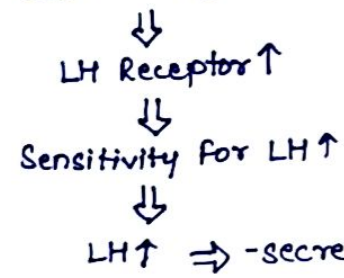 ⇓
LH Receptor ↑
⇓
Sensitivity for LH ↑
⇓
LH ↑ ⇒ -secre